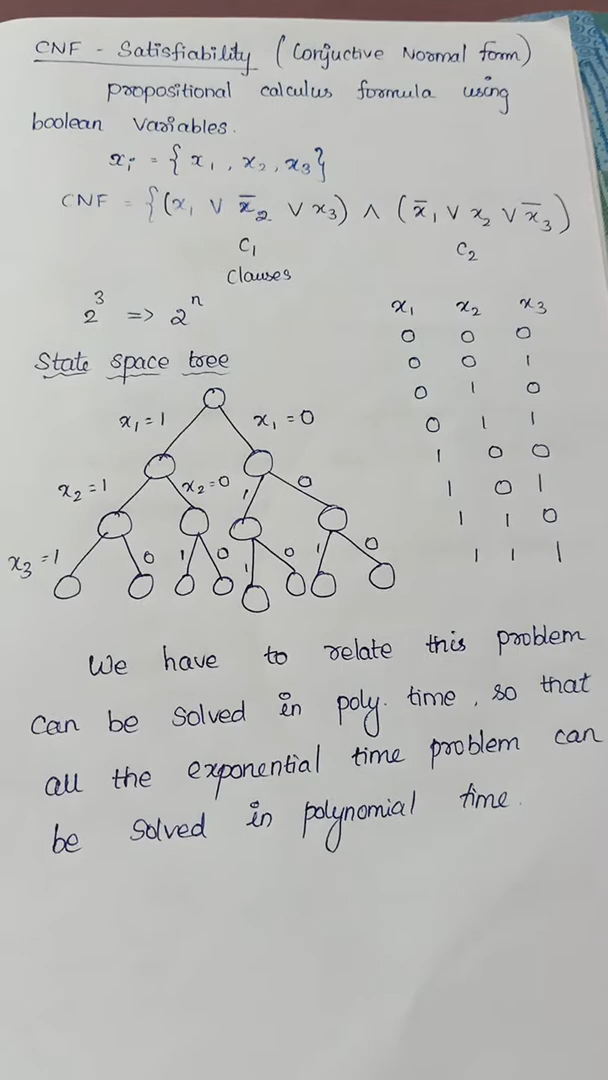 CNF - Satisfiability (Conjuctive Normal form)
propositional calculus formula using
boolean variables.
xᵢ = {x₁, x₂, x₃}
CNF = {(x₁ ∨ x̄₂ ∨ x₃) ∧ (x̄₁ ∨ x₂ ∨ x̄₃)
C₁ C₂
clauses
2³ => 2ⁿ
x₁ x₂ x₃
0 0 0
0 0 1
0 1 0
0 1 1
1 0 0
1 0 1
1 1 0
1 1 1
State space tree
x₁ = 1 x₁ = 0
x₂ = 1 x₂ = 0 1 0
x₃ = 1 0 1 0 1 0 1 0
We have to relate this problem
can be solved in poly. time, so that
all the exponential time problem can
be solved in polynomial time.